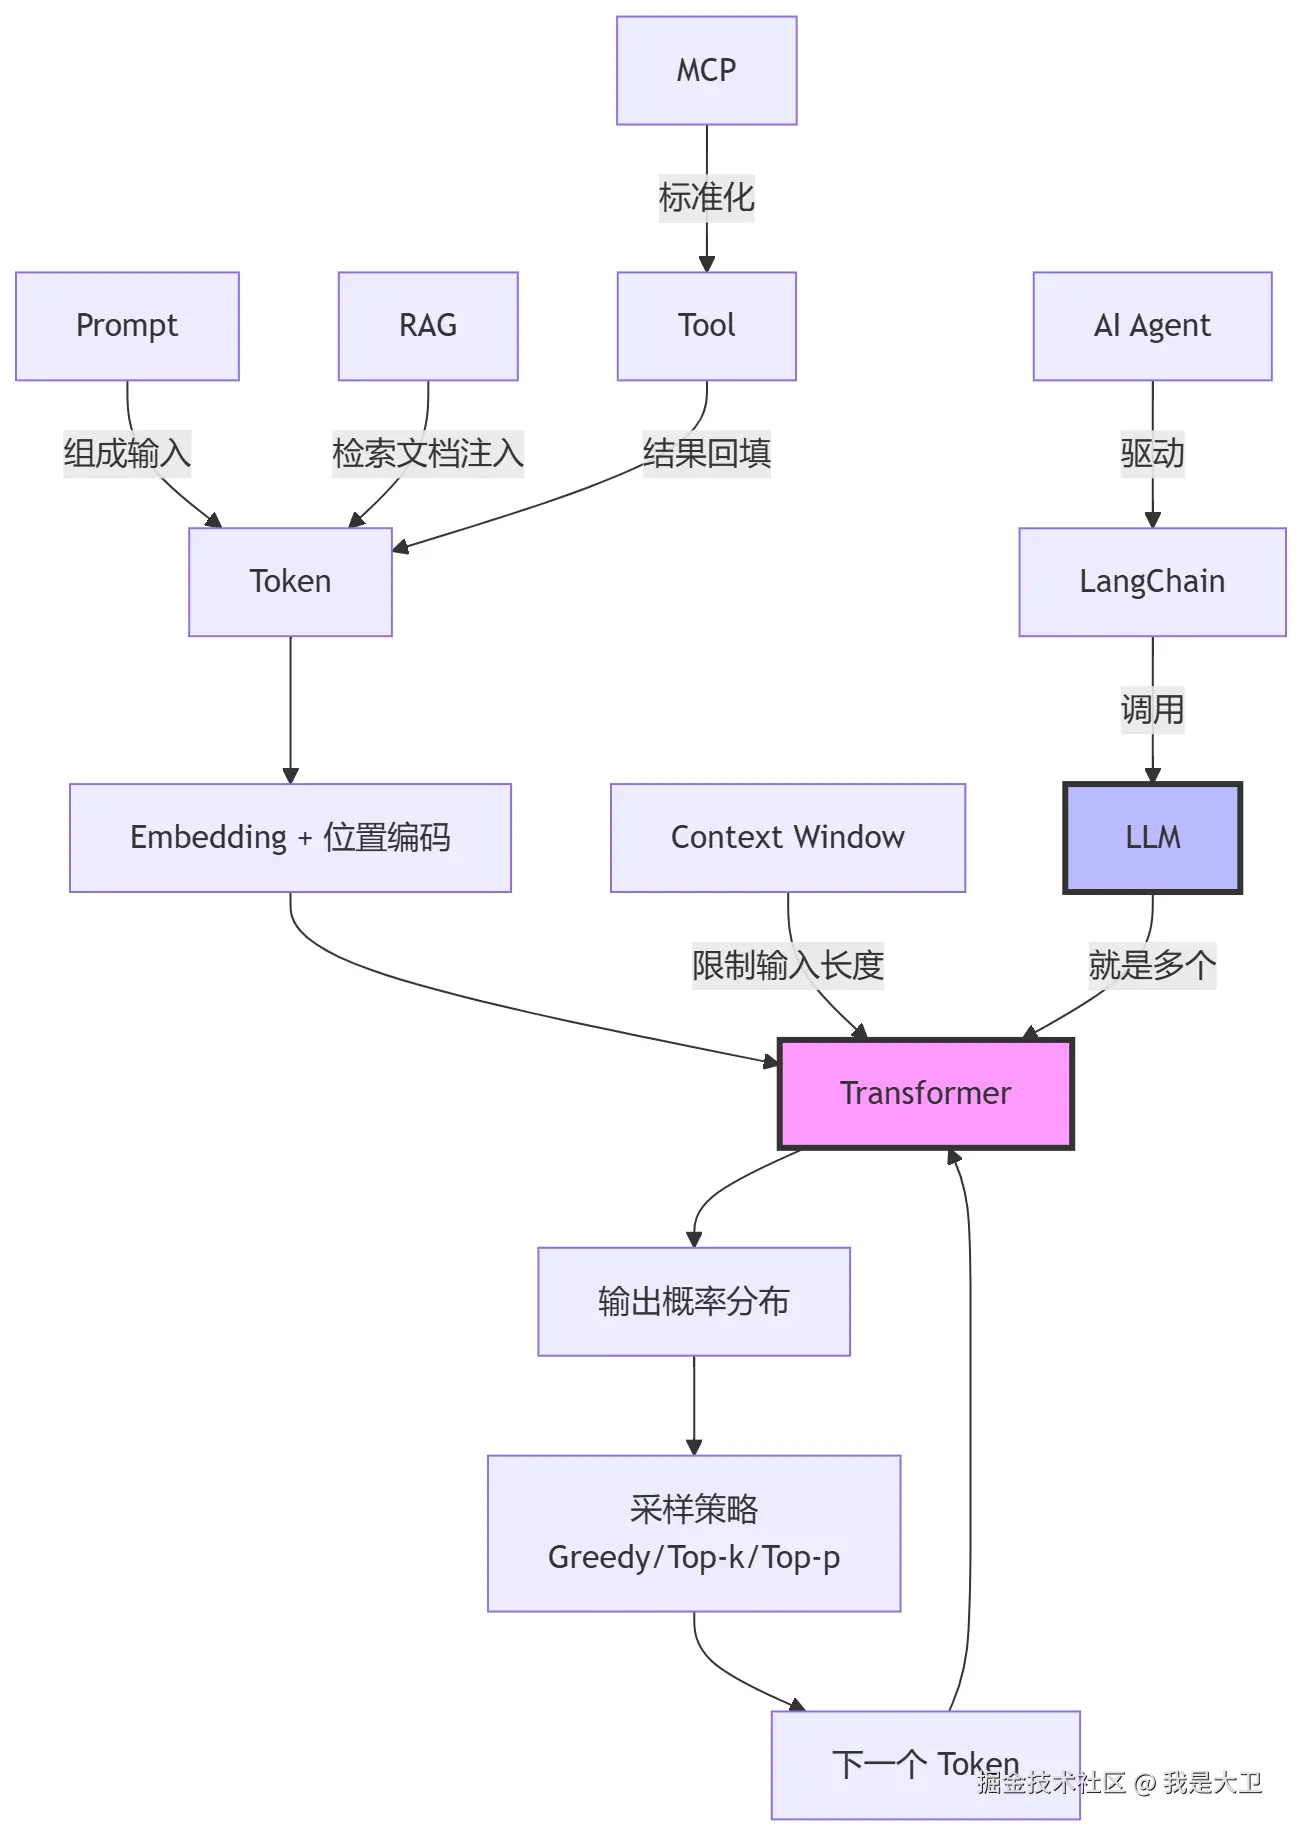 MCP
标准化
Prompt
RAG
Tool
AI Agent
组成输入
检索文档注入
结果回填
驱动
Token
LangChain
调用
Embedding + 位置编码
Context Window
LLM
限制输入长度
就是多个
Transformer
输出概率分布
采样策略
Greedy/Top-k/Top-p
下一个 Token
掘金技术社区 @ 我是大卫